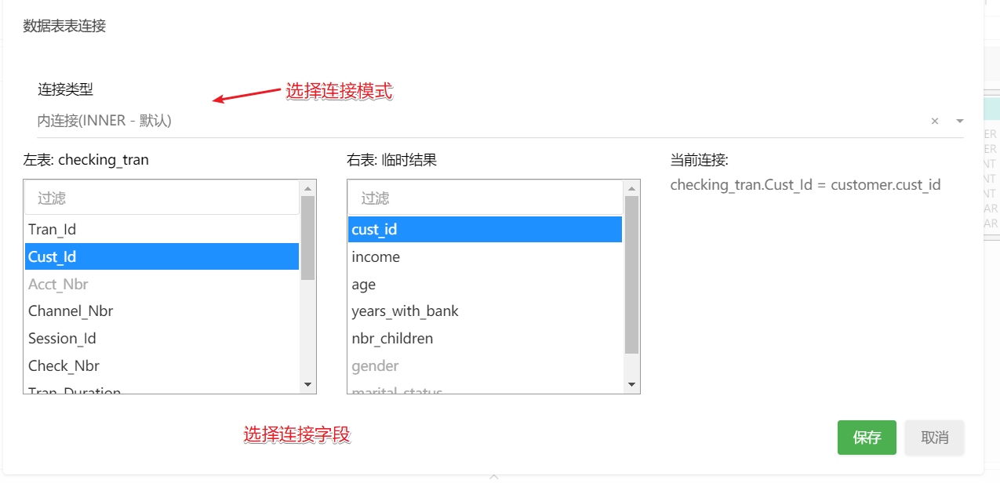 数据表表连接
连接类型
选择连接模式
内连接(INNER - 默认)
左表: checking_tran
右表: 临时结果
当前连接:
checking_tran.Cust_Id = customer.cust_id
过滤
Tran_Id
Cust_Id
Acct_Nbr
Channel_Nbr
Session_Id
Check_Nbr
Tran_Duration
过滤
cust_id
income
age
years_with_bank
nbr_children
gender
marital_status
选择连接字段
保存
取消
ER
ER
NT
NT
NT
AR
AR